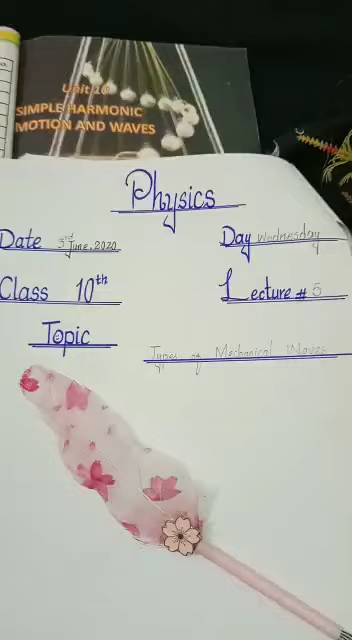 Unit 10
SIMPLE HARMONIC
MOTION AND WAVES
Physics
Date 3rd June, 2020 Day Wednesday
Class 10th Lecture # 5
Topic
Types of Mechanical Waves